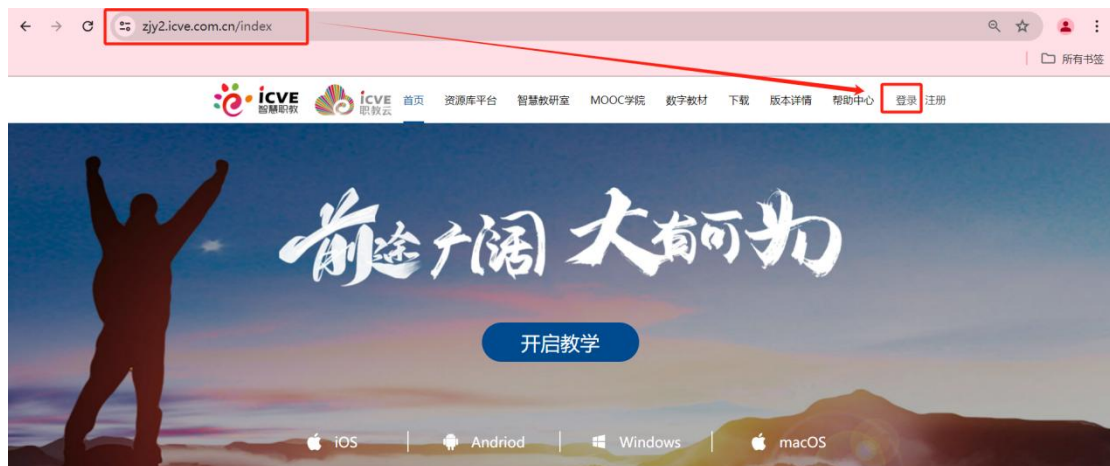 zjy2.icve.com.cn/index
所有书签
icve 智慧职教
icve 职教云
首页 资源库平台 智慧教研室 MOOC学院 数字教材 下载 版本详情 帮助中心 登录 注册
前途广阔 大有可为
开启教学
iOS Andriod Windows macOS